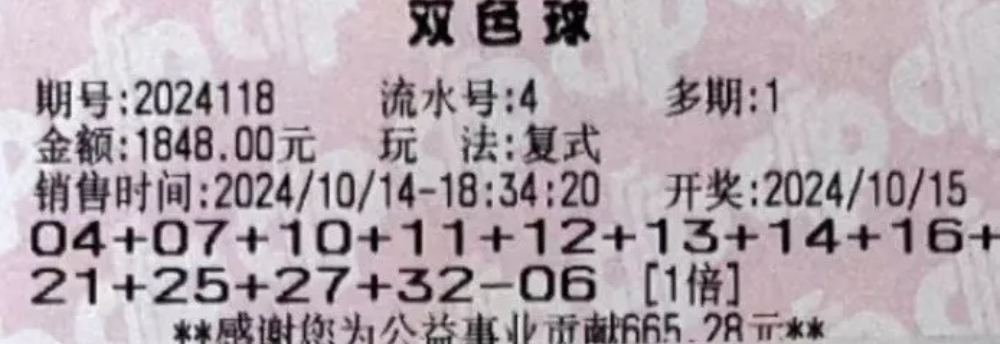 双色球
期号:2024118 流水号:4 多期:1
金额:1848.00元 玩 法:复式
销售时间:2024/10/14-18:34:20 开奖:2024/10/15
04+07+10+11+12+13+14+16+
21+25+27+32-06 [1倍]
**感谢您为公益事业贡献665.28元**